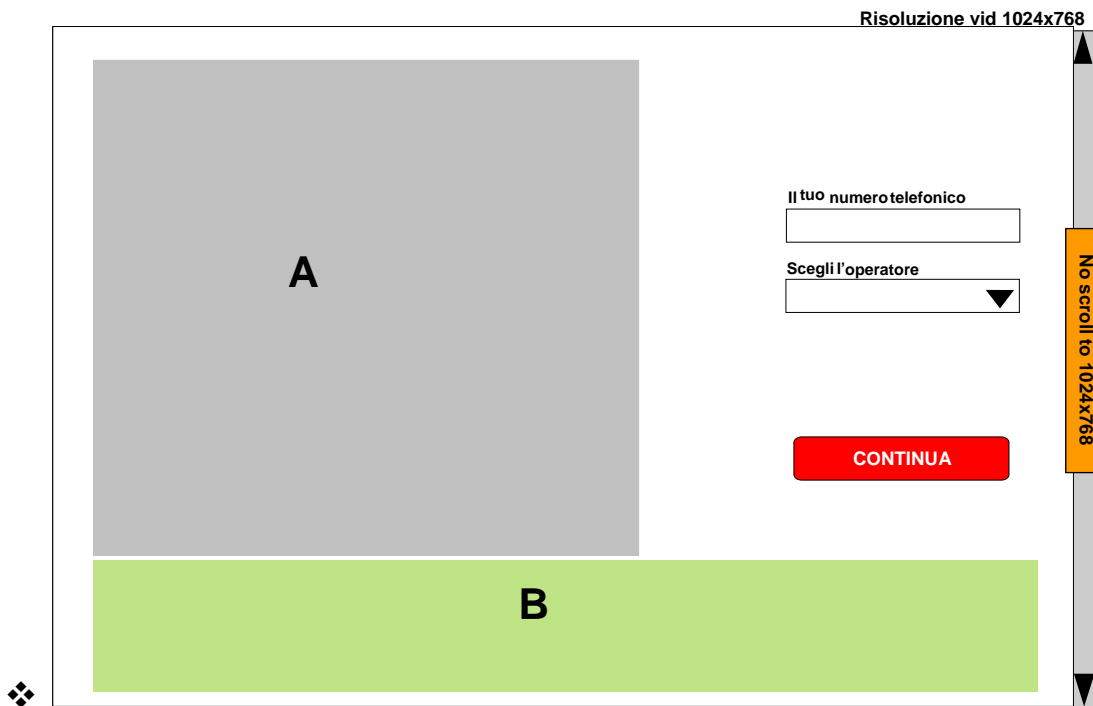 Risoluzione vid 1024x768
Il tuo numero telefonico
A
Scegli l’operatore
No scroll to 1024x768
CONTINUA
B